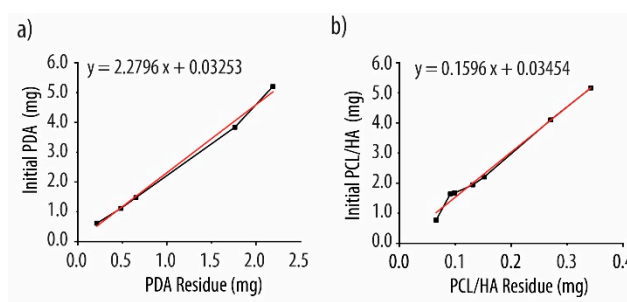 a)
y = 2.2796 x + 0.03253
6.0
5.0
4.0
3.0
2.0
1.0
0.0
Initial PDA (mg)
0.0 0.5 1.0 1.5 2.0 2.5
PDA Residue (mg)
b)
y = 0.1596 x + 0.03454
6.0
5.0
4.0
3.0
2.0
1.0
0.0
Initial PCL/HA (mg)
0.0 0.1 0.2 0.3 0.4
PCL/HA Residue (mg)